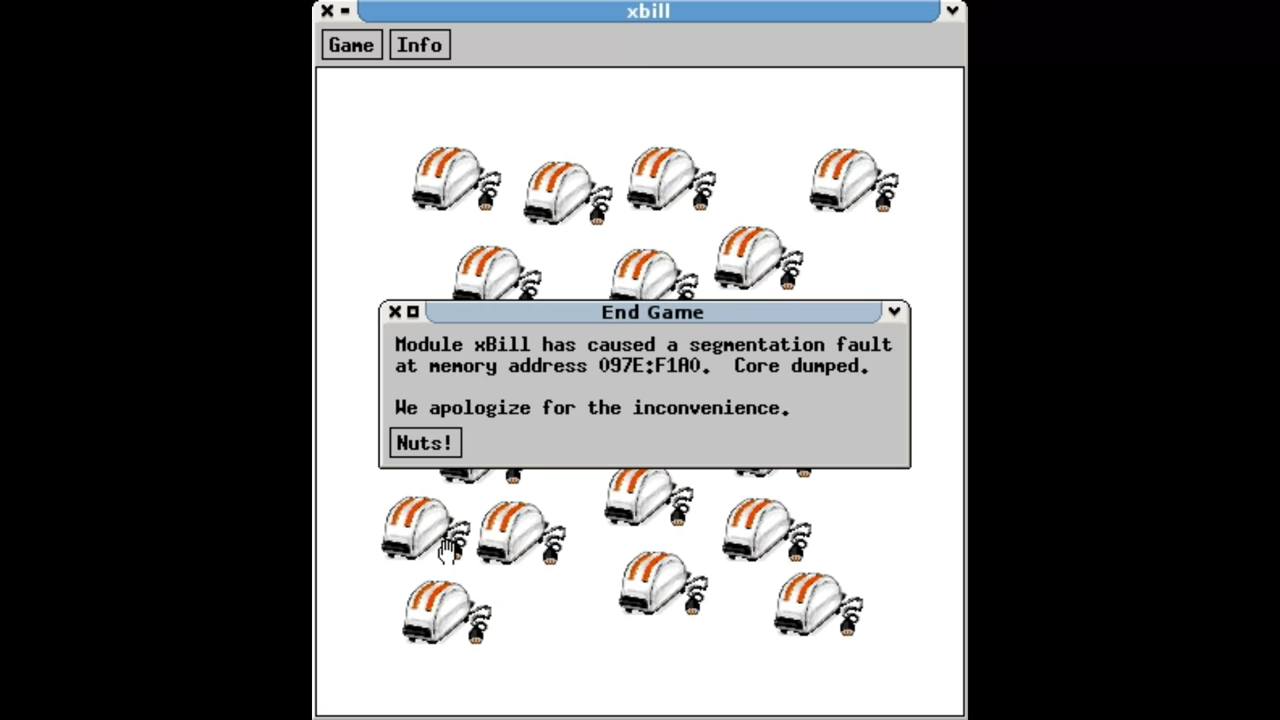 xbill
Game Info
End Game
Module xBill has caused a segmentation fault
at memory address 097E:F1A0.  Core dumped.
We apologize for the inconvenience.
Nuts!